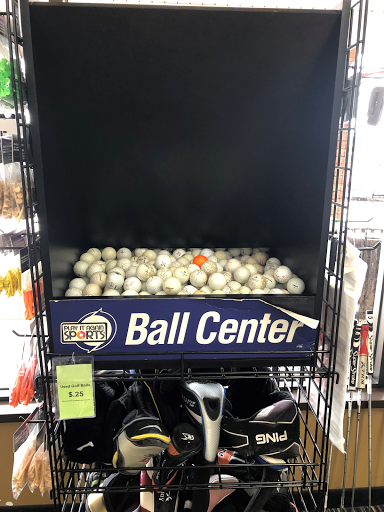 PLAY IT AGAIN
SPORTS
Ball Center
Used Golf Balls
$.25
PING